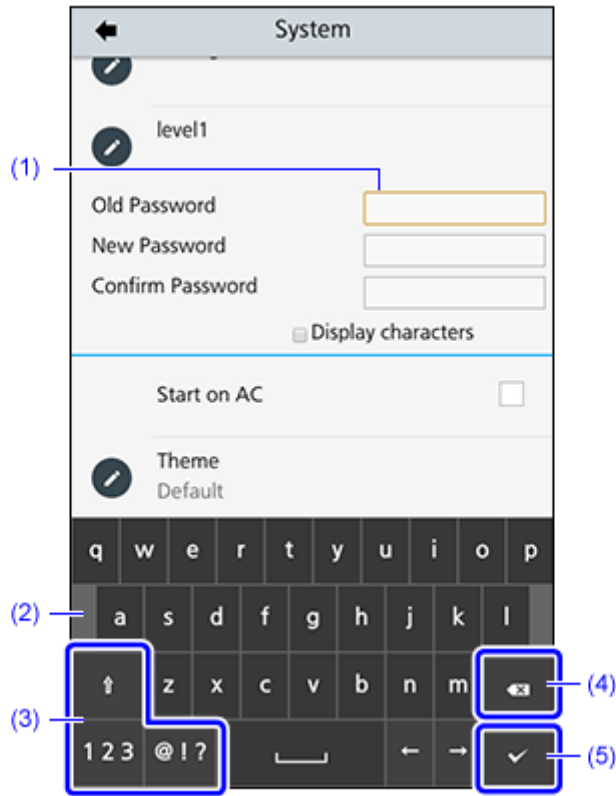 System
level1
(1)
Old Password
New Password
Confirm Password
Display characters
Start on AC
Theme
Default
q w e r t y u i o p
(2) a s d f g h j k l
z x c v b n m (4)
(3)
1 2 3 @ ! ? ← → (5)